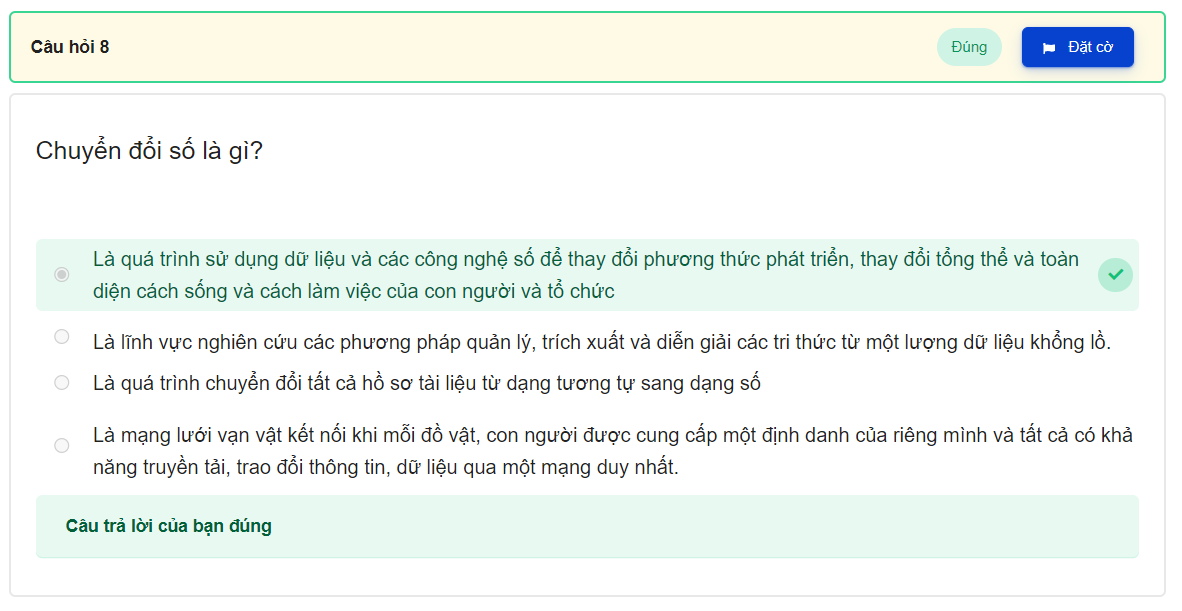 Câu hỏi 8
Đúng
Đặt cờ
Chuyển đổi số là gì?
Là quá trình sử dụng dữ liệu và các công nghệ số để thay đổi phương thức phát triển, thay đổi tổng thể và toàn
diện cách sống và cách làm việc của con người và tổ chức
Là lĩnh vực nghiên cứu các phương pháp quản lý, trích xuất và diễn giải các tri thức từ một lượng dữ liệu khổng lồ.
Là quá trình chuyển đổi tất cả hồ sơ tài liệu từ dạng tương tự sang dạng số
Là mạng lưới vạn vật kết nối khi mỗi đồ vật, con người được cung cấp một định danh của riêng mình và tất cả có khả
năng truyền tải, trao đổi thông tin, dữ liệu qua một mạng duy nhất.
Câu trả lời của bạn đúng